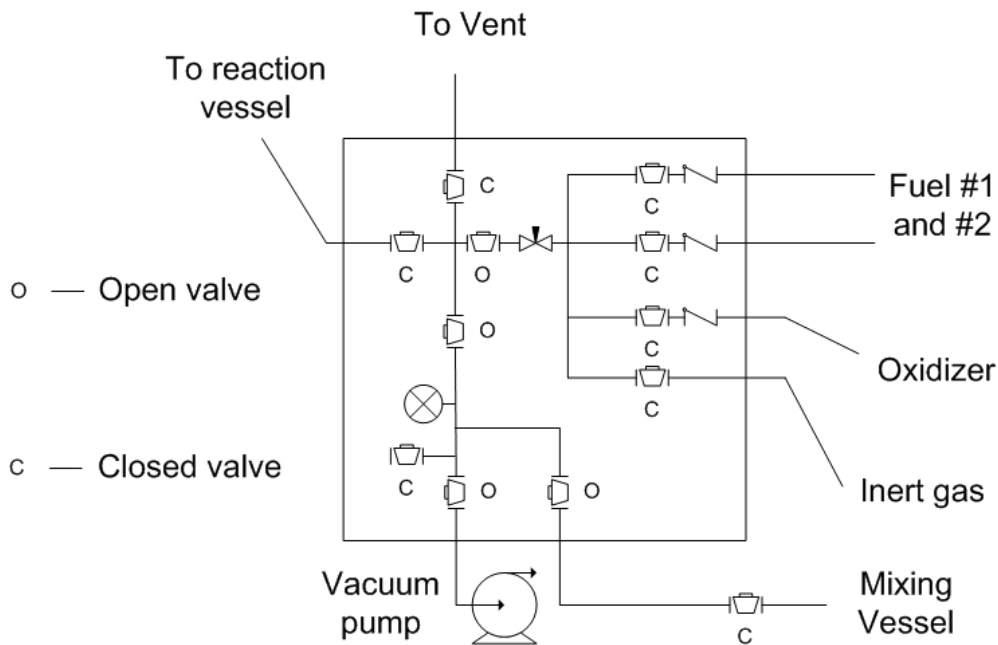 To Vent
To reaction
vessel
C
Fuel #1
and #2
C
C
O
C
O — Open valve
O
C
Oxidizer
C
C — Closed valve
C
O
O
Inert gas
Vacuum
pump
Mixing
Vessel
C